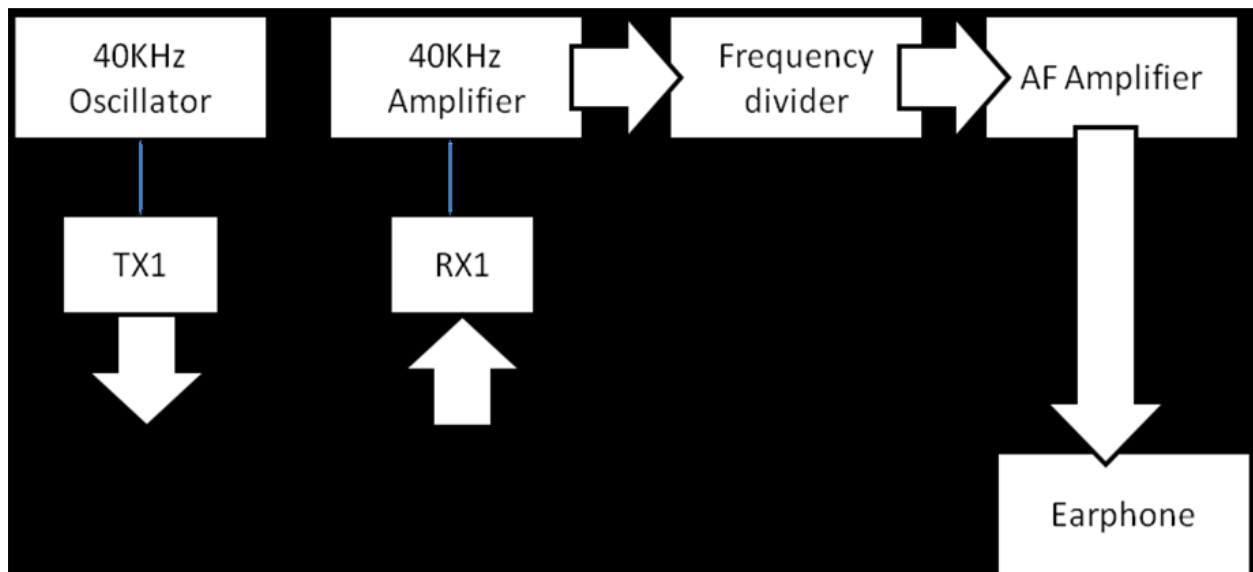 40KHz
Oscillator
40KHz
Amplifier
Frequency
divider
AF Amplifier
TX1
RX1
Earphone